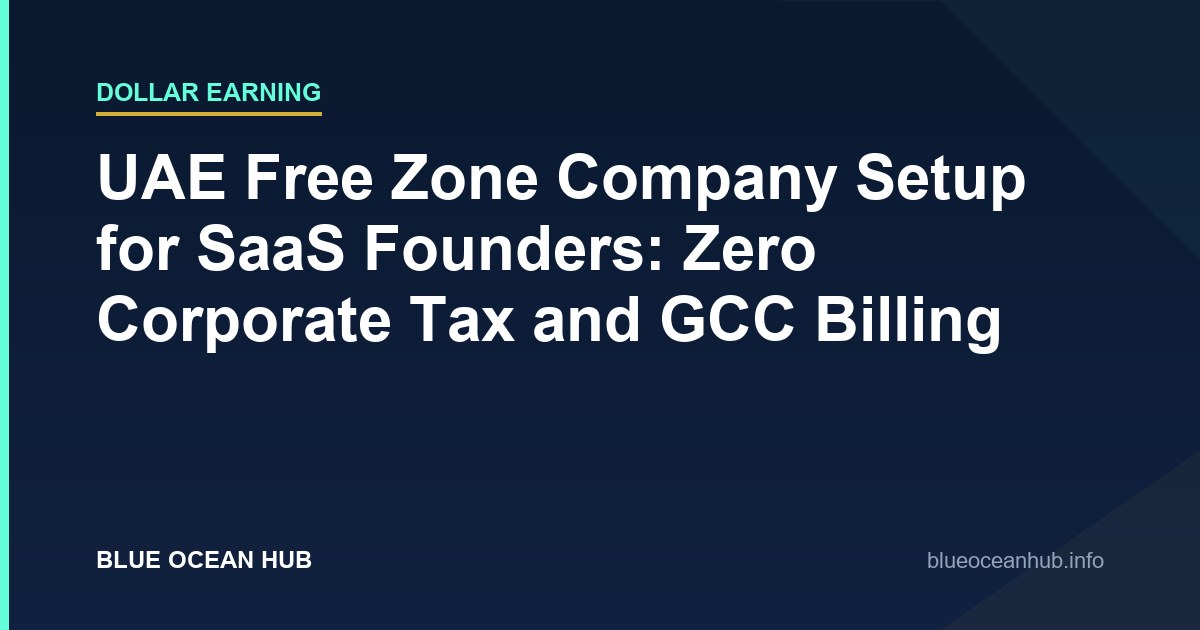 DOLLAR EARNING
UAE Free Zone Company Setup
for SaaS Founders: Zero
Corporate Tax and GCC Billing
BLUE OCEAN HUB
blueoceanhub.info